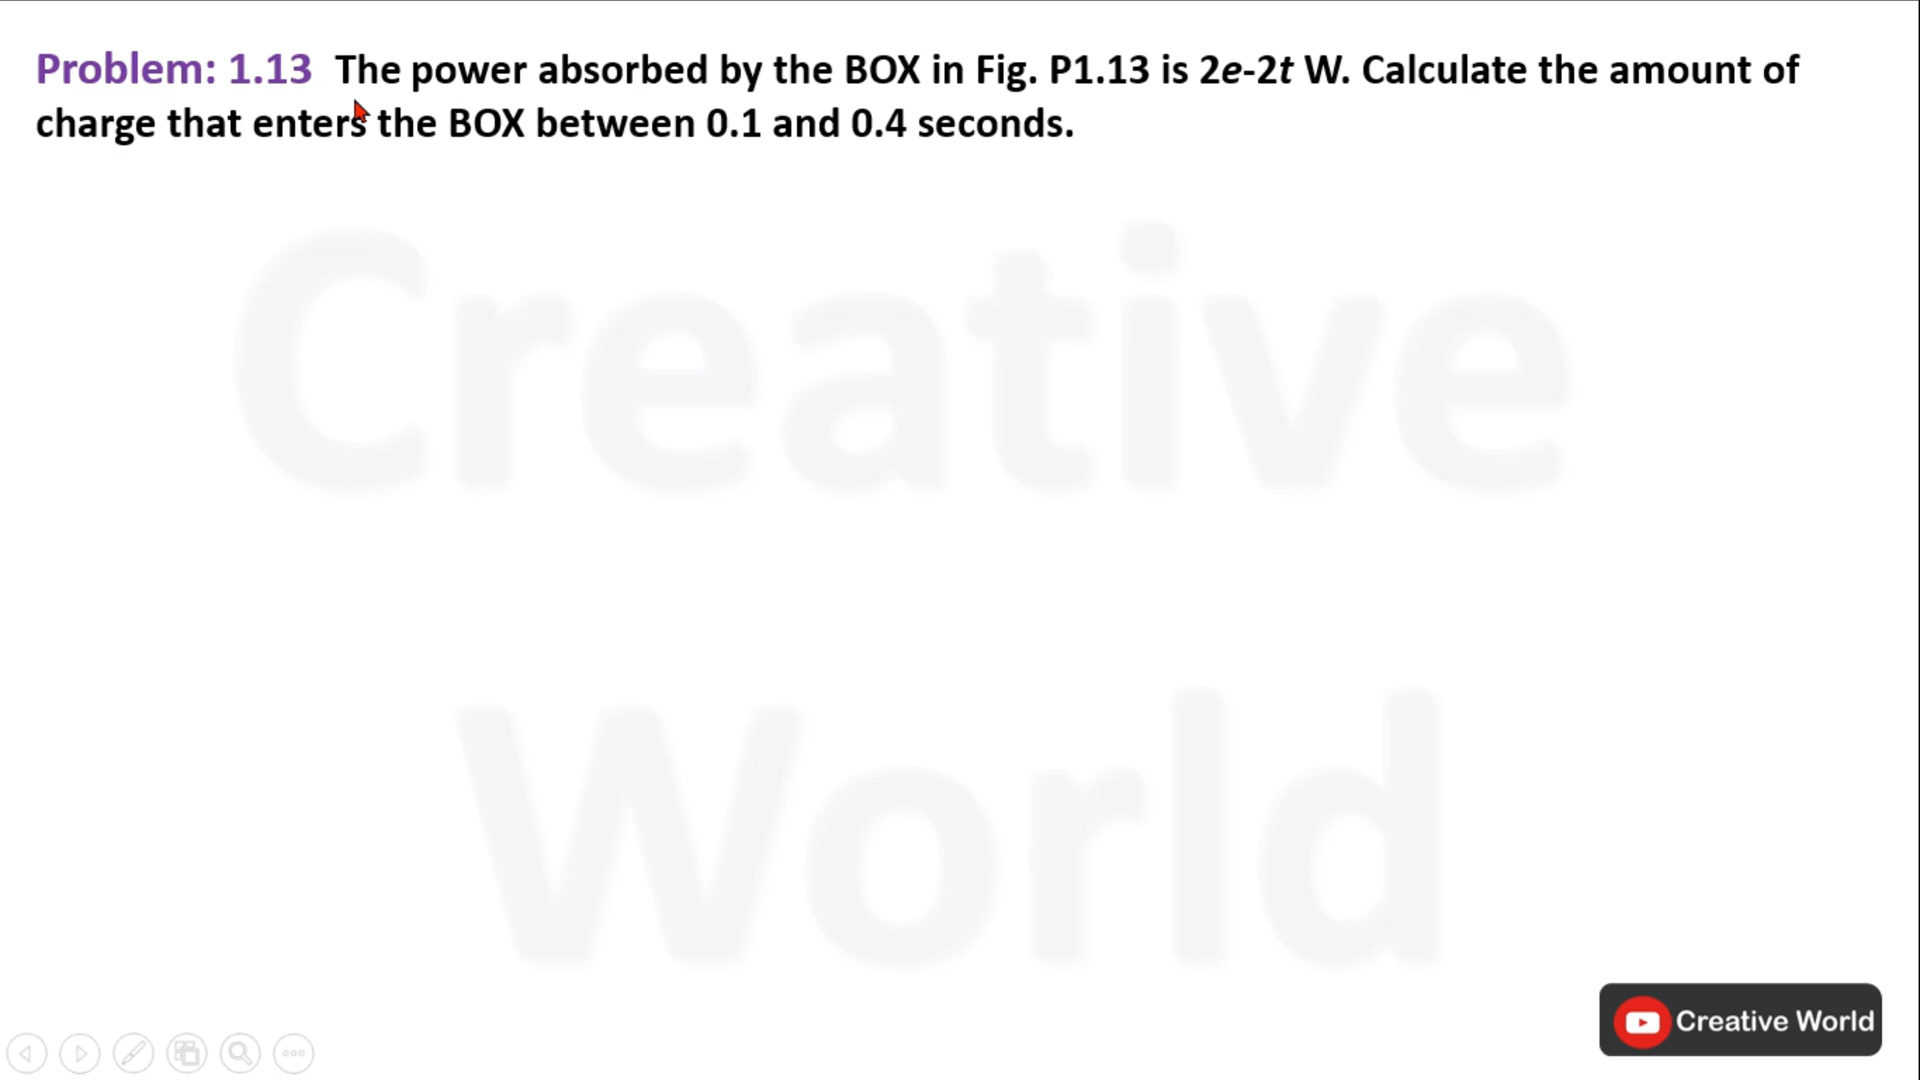 Problem: 1.13 The power absorbed by the BOX in Fig. P1.13 is 2e-2t W. Calculate the amount of
charge that enters the BOX between 0.1 and 0.4 seconds.
Creative
World
Creative World